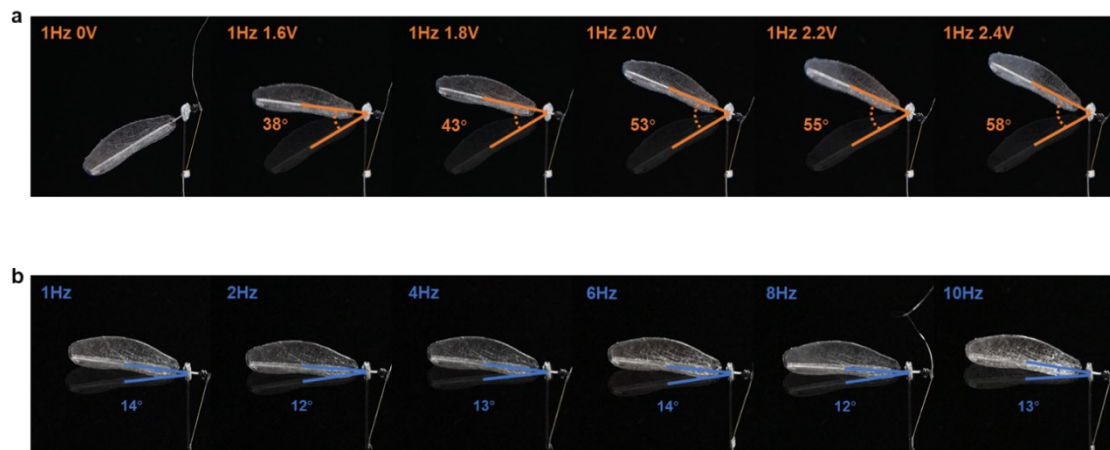 a
1Hz 0V 1Hz 1.6V 1Hz 1.8V 1Hz 2.0V 1Hz 2.2V 1Hz 2.4V
38° 43° 53° 55° 58°
b
1Hz 2Hz 4Hz 6Hz 8Hz 10Hz
14° 12° 13° 14° 12° 13°